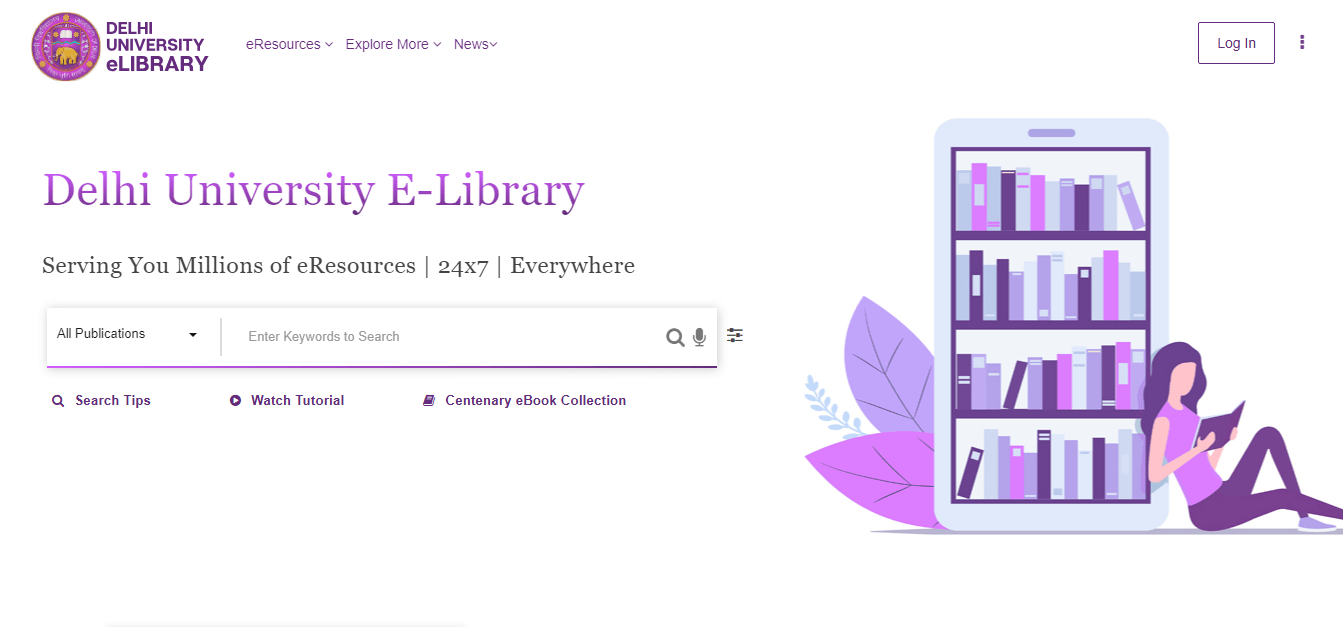 DELHI
UNIVERSITY
eLIBRARY
eResources
Explore More
News
Log In
Delhi University E-Library
Serving You Millions of eResources | 24x7 | Everywhere
All Publications
Enter Keywords to Search
Search Tips
Watch Tutorial
Centenary eBook Collection